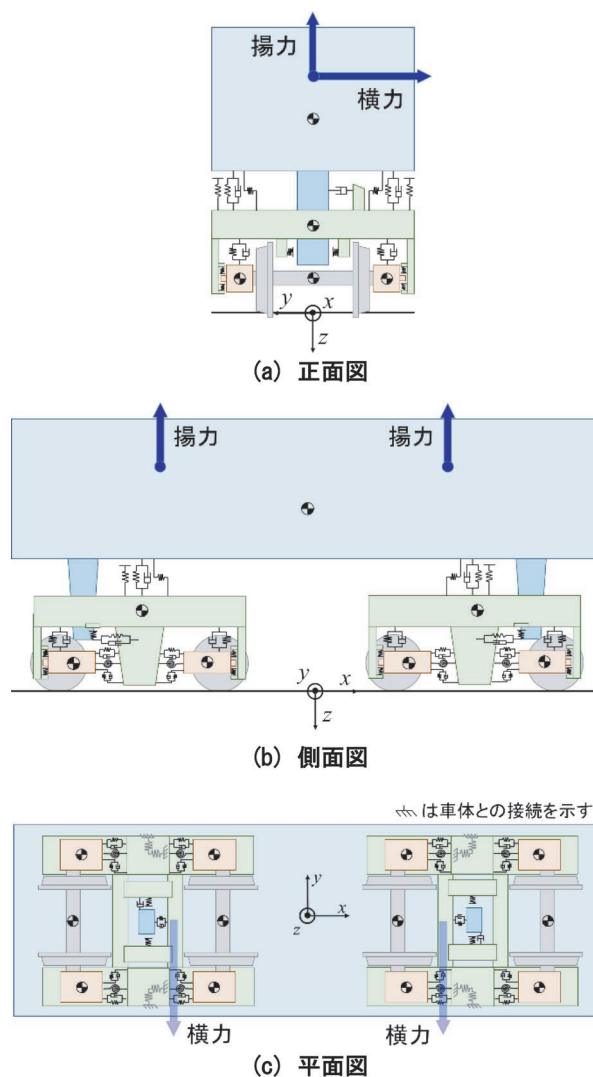 揚力
横力
y
x
z
(a) 正面図
揚力
揚力
y
x
z
(b) 側面図
は車体との接続を示す
y
x
z
横力
横力
(c) 平面図